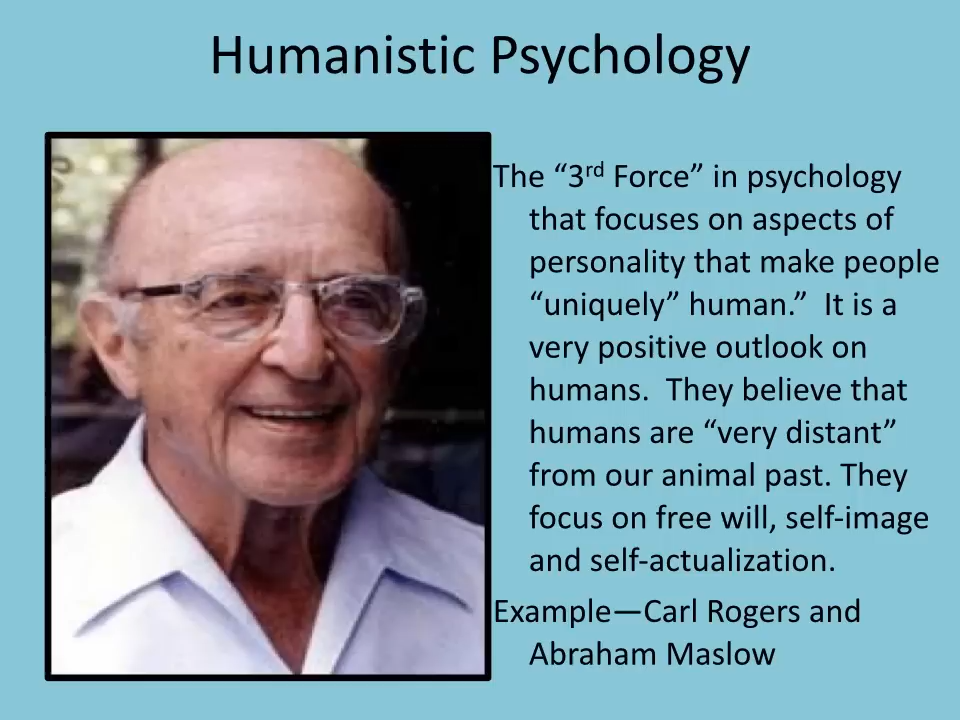 Humanistic Psychology
The “3rd Force” in psychology
that focuses on aspects of
personality that make people
“uniquely” human.”  It is a
very positive outlook on
humans.  They believe that
humans are “very distant”
from our animal past. They
focus on free will, self-image
and self-actualization.
Example—Carl Rogers and
Abraham Maslow